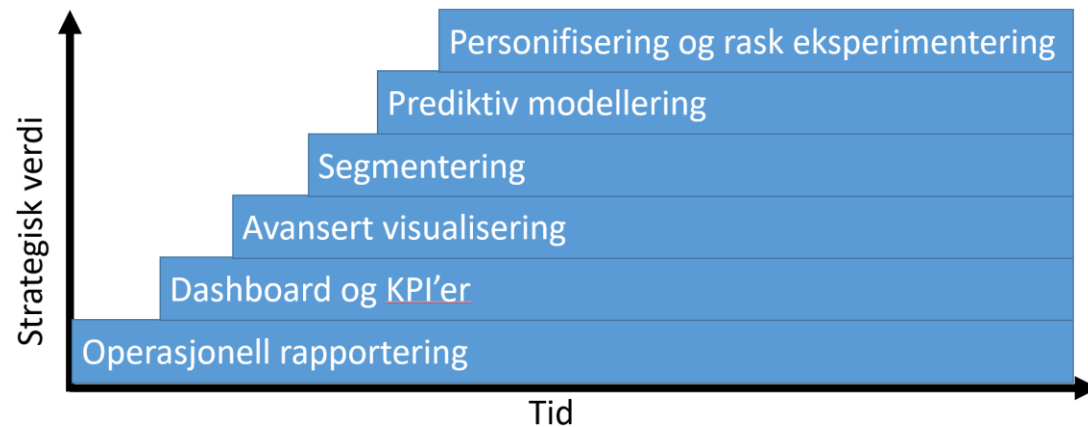 Personifisering og rask eksperimentering
Prediktiv modellering
Segmentering
Avansert visualisering
Dashboard og KPI'er
Operasjonell rapportering
Strategisk verdi
Tid